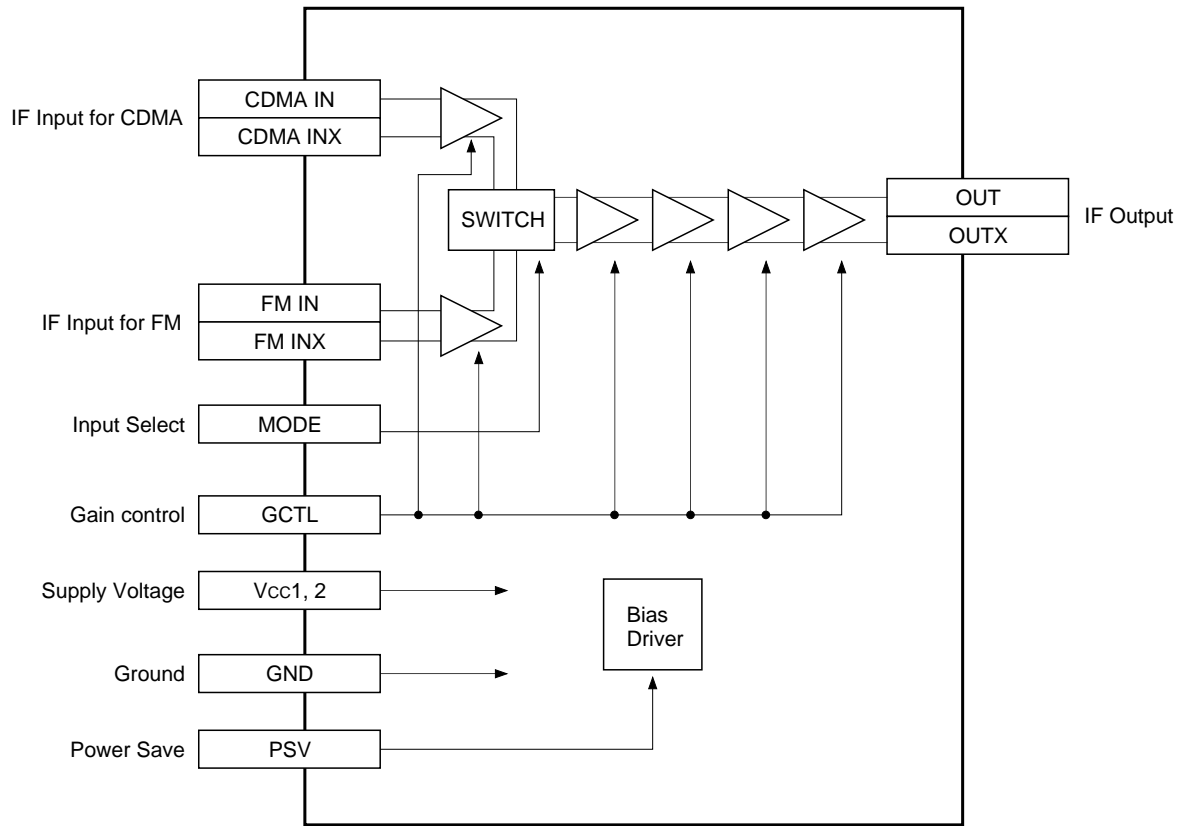 IF Input for CDMA
CDMA IN
CDMA INX
SWITCH
OUT
OUTX
IF Output
IF Input for FM
FM IN
FM INX
Input Select
MODE
Gain control
GCTL
Supply Voltage
VCC1, 2
Bias
Driver
Ground
GND
Power Save
PSV